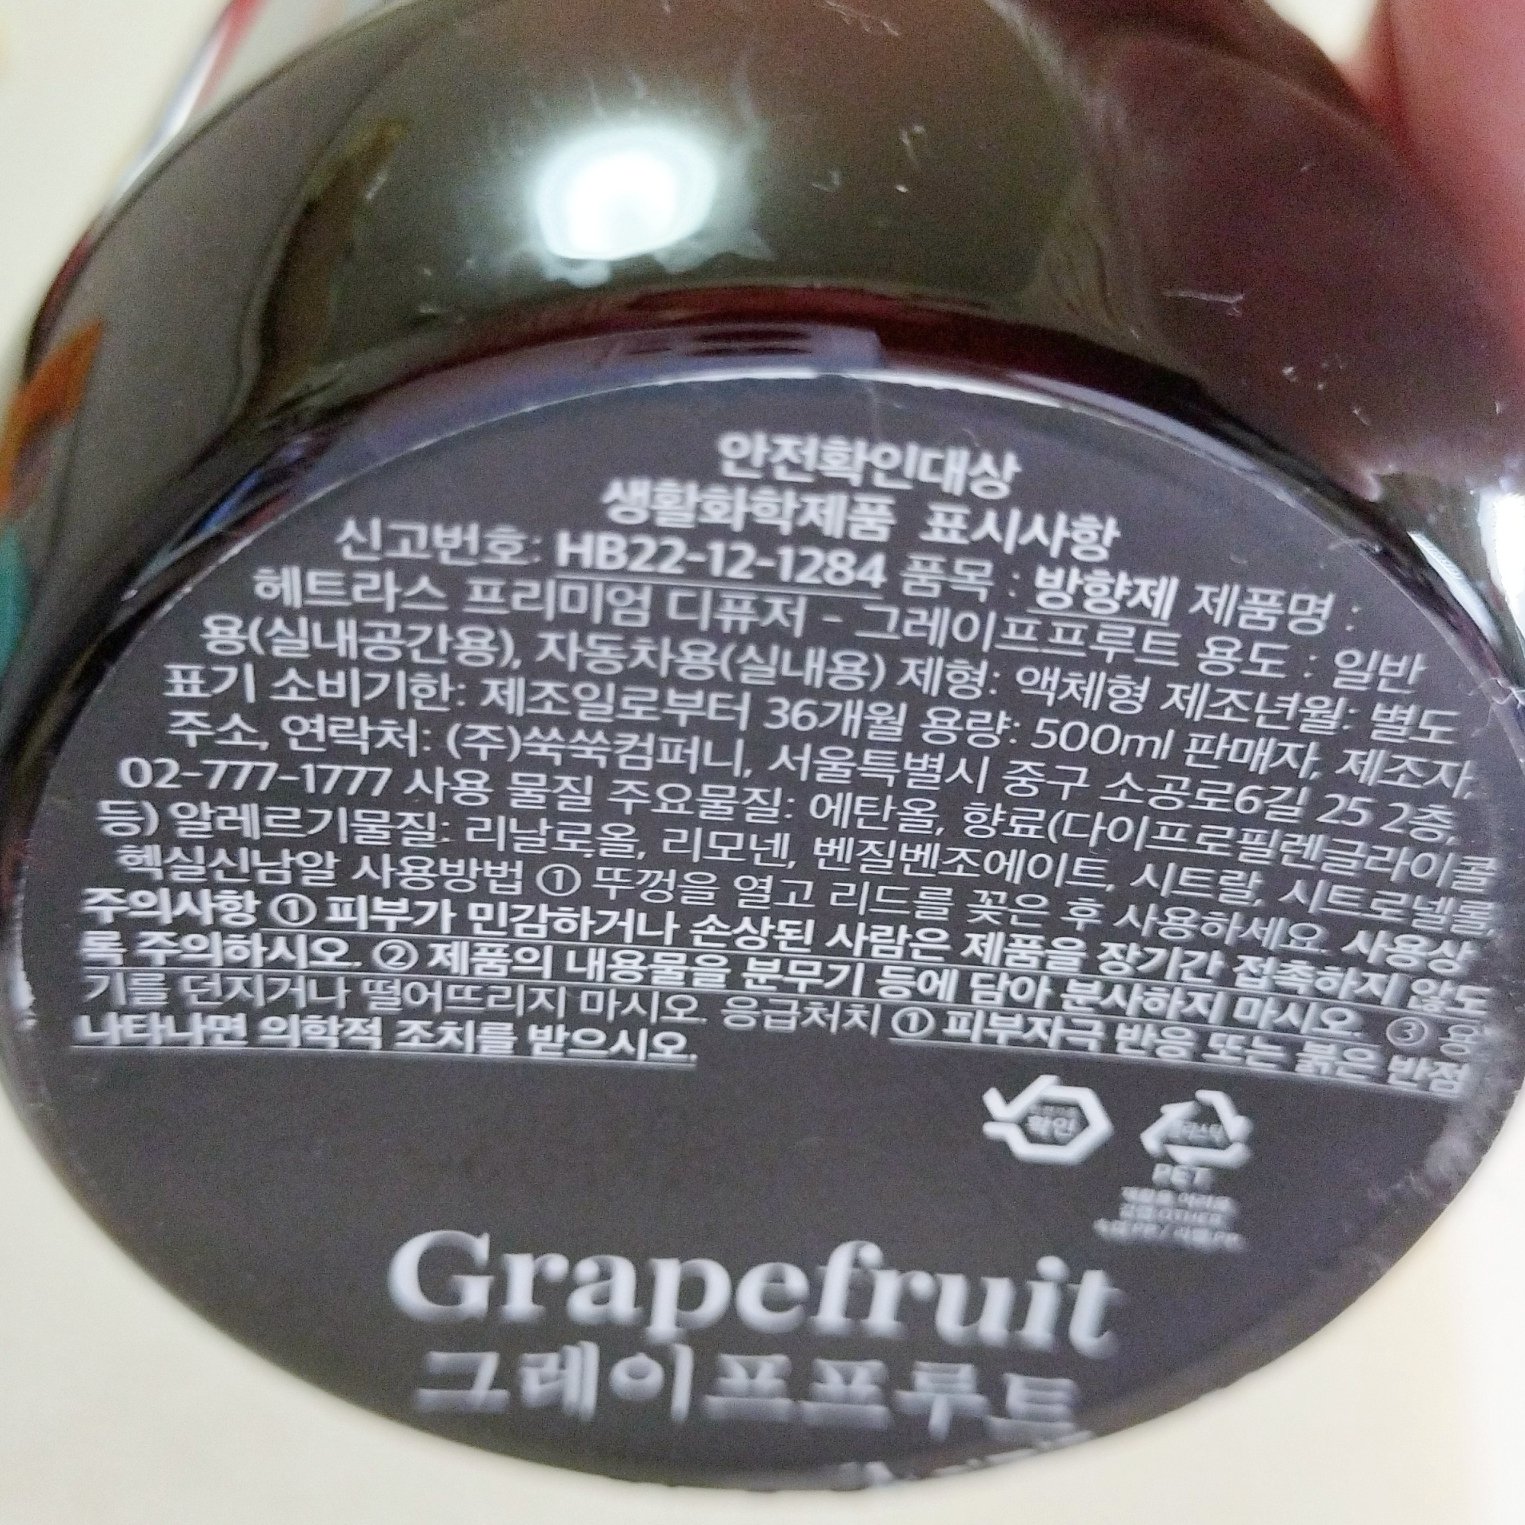 안전확인대상
생활화학제품 표시사항
신고번호: HB22-12-1284 품목 : 방향제 제품명 :
헤트라스 프리미엄 디퓨저 - 그레이프프루트 용도 : 일반
용(실내공간용), 자동차용(실내용) 제형: 액체형 제조년월: 별도
표기 소비기한: 제조일로부터 36개월 용량: 500ml 판매자, 제조자,
주소, 연락처: (주)쑥쑥컴퍼니, 서울특별시 중구 소공로6길 25 2층,
02-777-1777 사용 물질 주요물질: 에탄올, 향료(다이프로필렌글라이콜
등) 알레르기물질: 리날로올, 리모넨, 벤질벤조에이트, 시트랄, 시트로넬롤,
헥실신남알 사용방법 ① 뚜껑을 열고 리드를 꽂은 후 사용하세요. 사용상
주의사항 ① 피부가 민감하거나 손상된 사람은 제품을 장기간 접촉하지 않도
록 주의하시오. ② 제품의 내용물을 분무기 등에 담아 분사하지 마시오. ③ 용
기를 던지거나 떨어뜨리지 마시오. 응급처치 ① 피부자극 반응 또는 붉은 반점
나타나면 의학적 조치를 받으시오.
확인
PET
Grapefruit
그레이프프루트